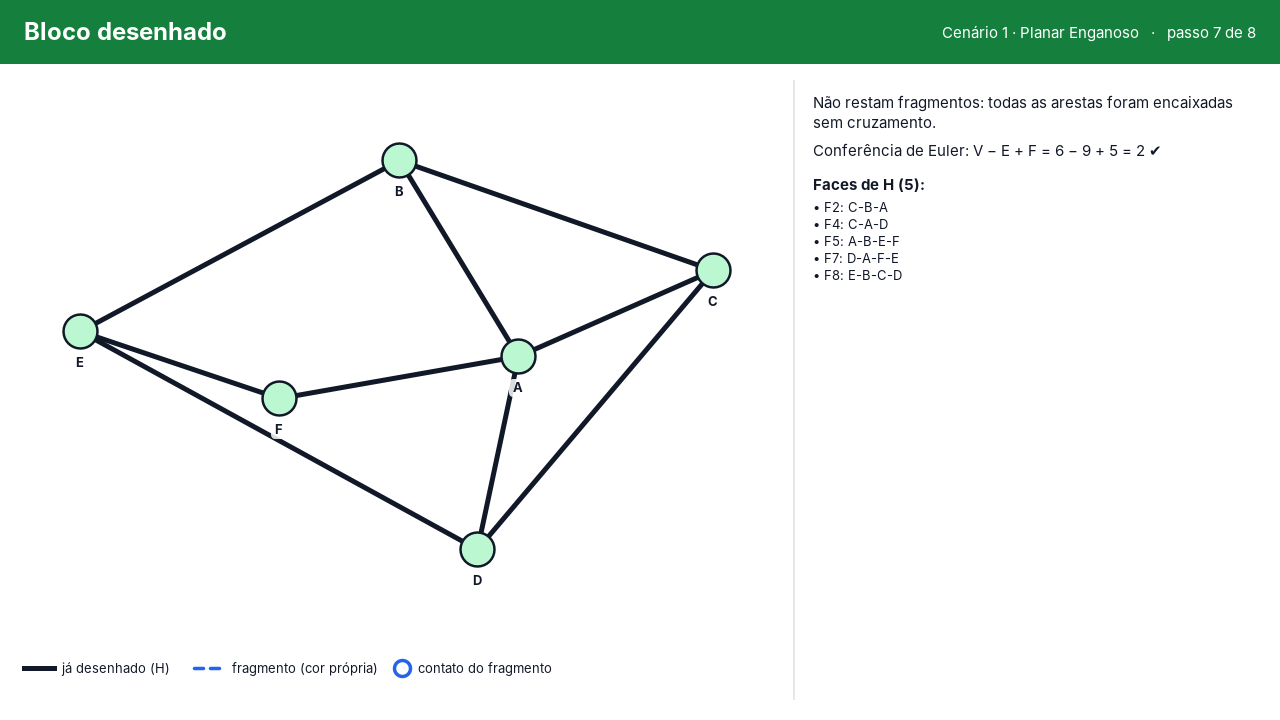 Bloco desenhado
Cenário 1 · Planar Enganoso · passo 7 de 8
Não restam fragmentos: todas as arestas foram encaixadas
sem cruzamento.
Conferência de Euler: V − E + F = 6 − 9 + 5 = 2 ✔
Faces de H (5):
• F2: C-B-A
• F4: C-A-D
• F5: A-B-E-F
• F7: D-A-F-E
• F8: E-B-C-D
B
C
E
A
F
D
já desenhado (H)
fragmento (cor própria)
contato do fragmento